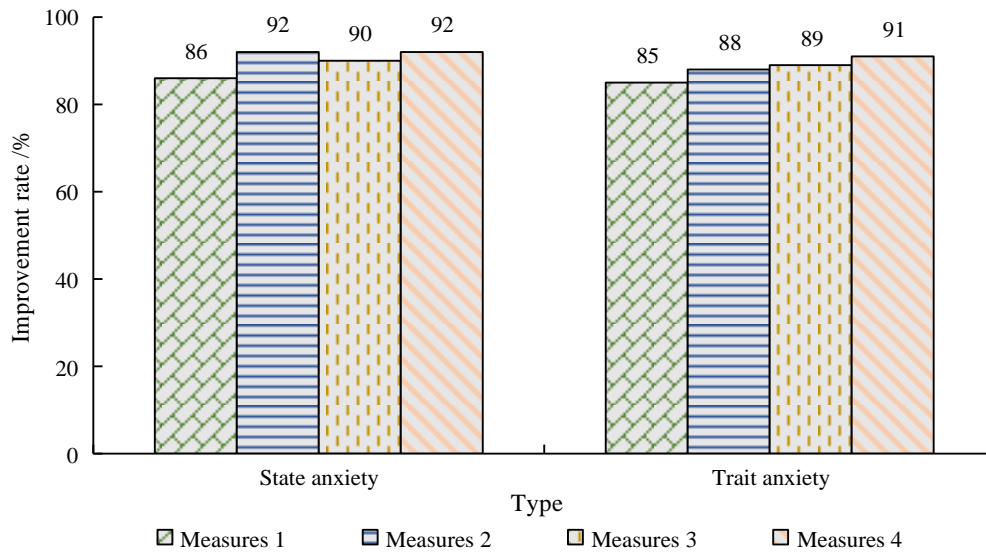 100
80
60
40
20
0
Improvement rate /%
86
92
90
92
85
88
89
91
State anxiety
Trait anxiety
Type
Measures 1
Measures 2
Measures 3
Measures 4